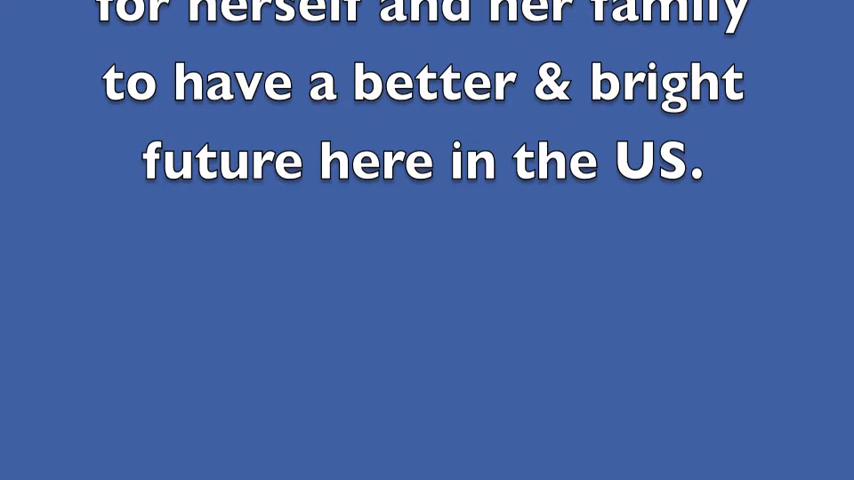 for herself and her family
to have a better & bright
future here in the US.